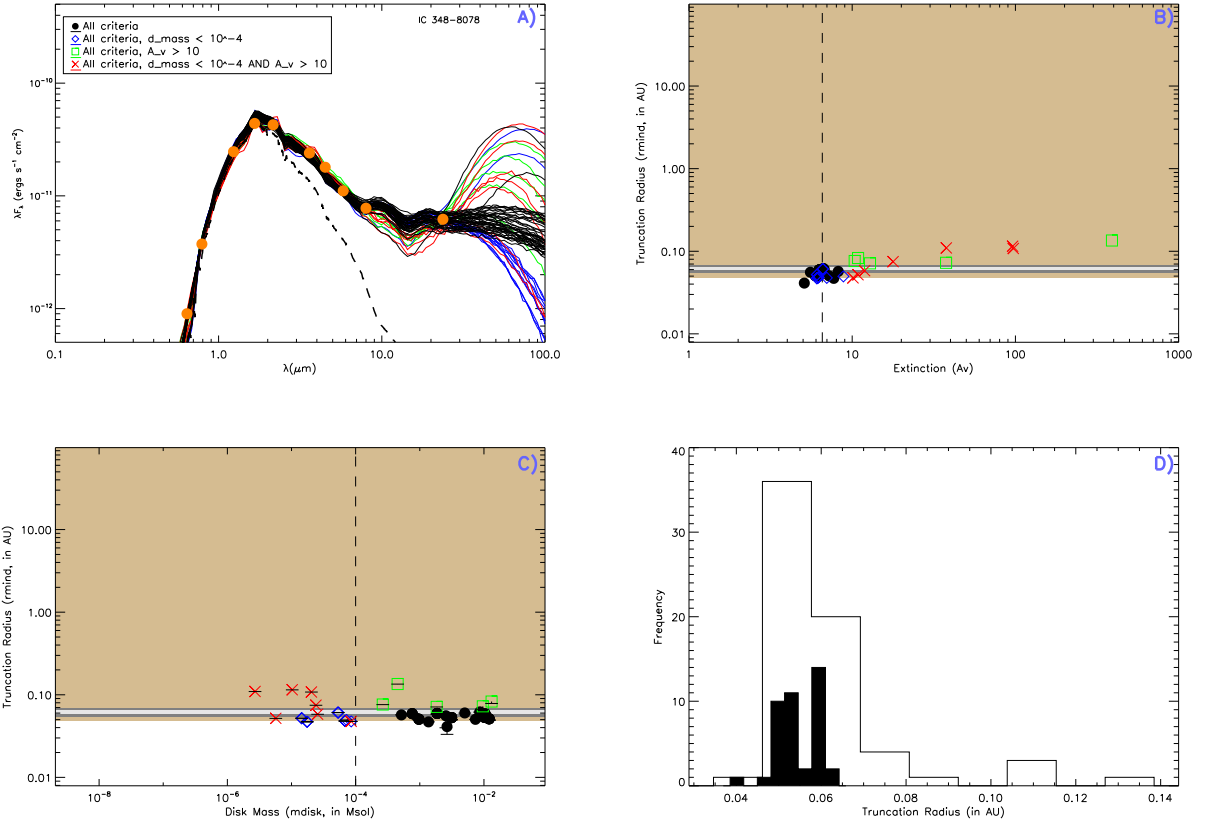 A)
IC 348-8078
All criteria
All criteria, d_mass < 10^-4
All criteria, A_v > 10
All criteria, d_mass < 10^-4 AND A_v > 10
λFλ (ergs s⁻¹ cm⁻²)
10⁻¹⁰
10⁻¹¹
10⁻¹²
0.1 1.0 10.0 100.0
λ(μm)
B)
Truncation Radius (rmind, in AU)
10.00
1.00
0.10
0.01
1 10 100 1000
Extinction (Av)
C)
Truncation Radius (rmind, in AU)
10.00
1.00
0.10
0.01
10⁻⁸ 10⁻⁶ 10⁻⁴ 10⁻²
Disk Mass (mdisk, in Msol)
D)
Frequency
40
30
20
10
0
0.04 0.06 0.08 0.10 0.12 0.14
Truncation Radius (in AU)